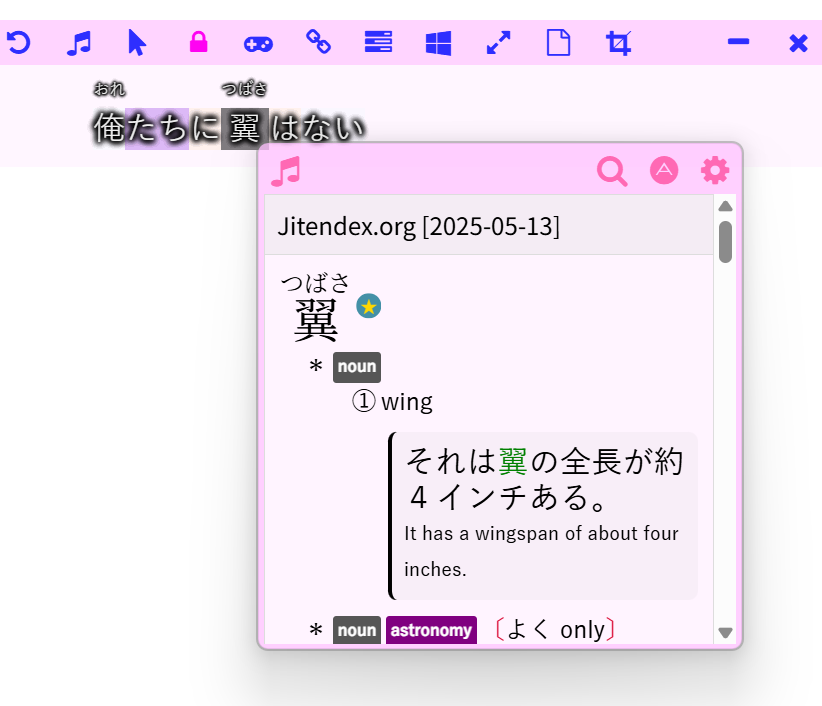 おれ つばさ
俺たちに翼はない
Jitendex.org [2025-05-13]
つばさ
翼
* noun
① wing
それは翼の全長が約
４インチある。
It has a wingspan of about four
inches.
* noun astronomy 〔よく only〕